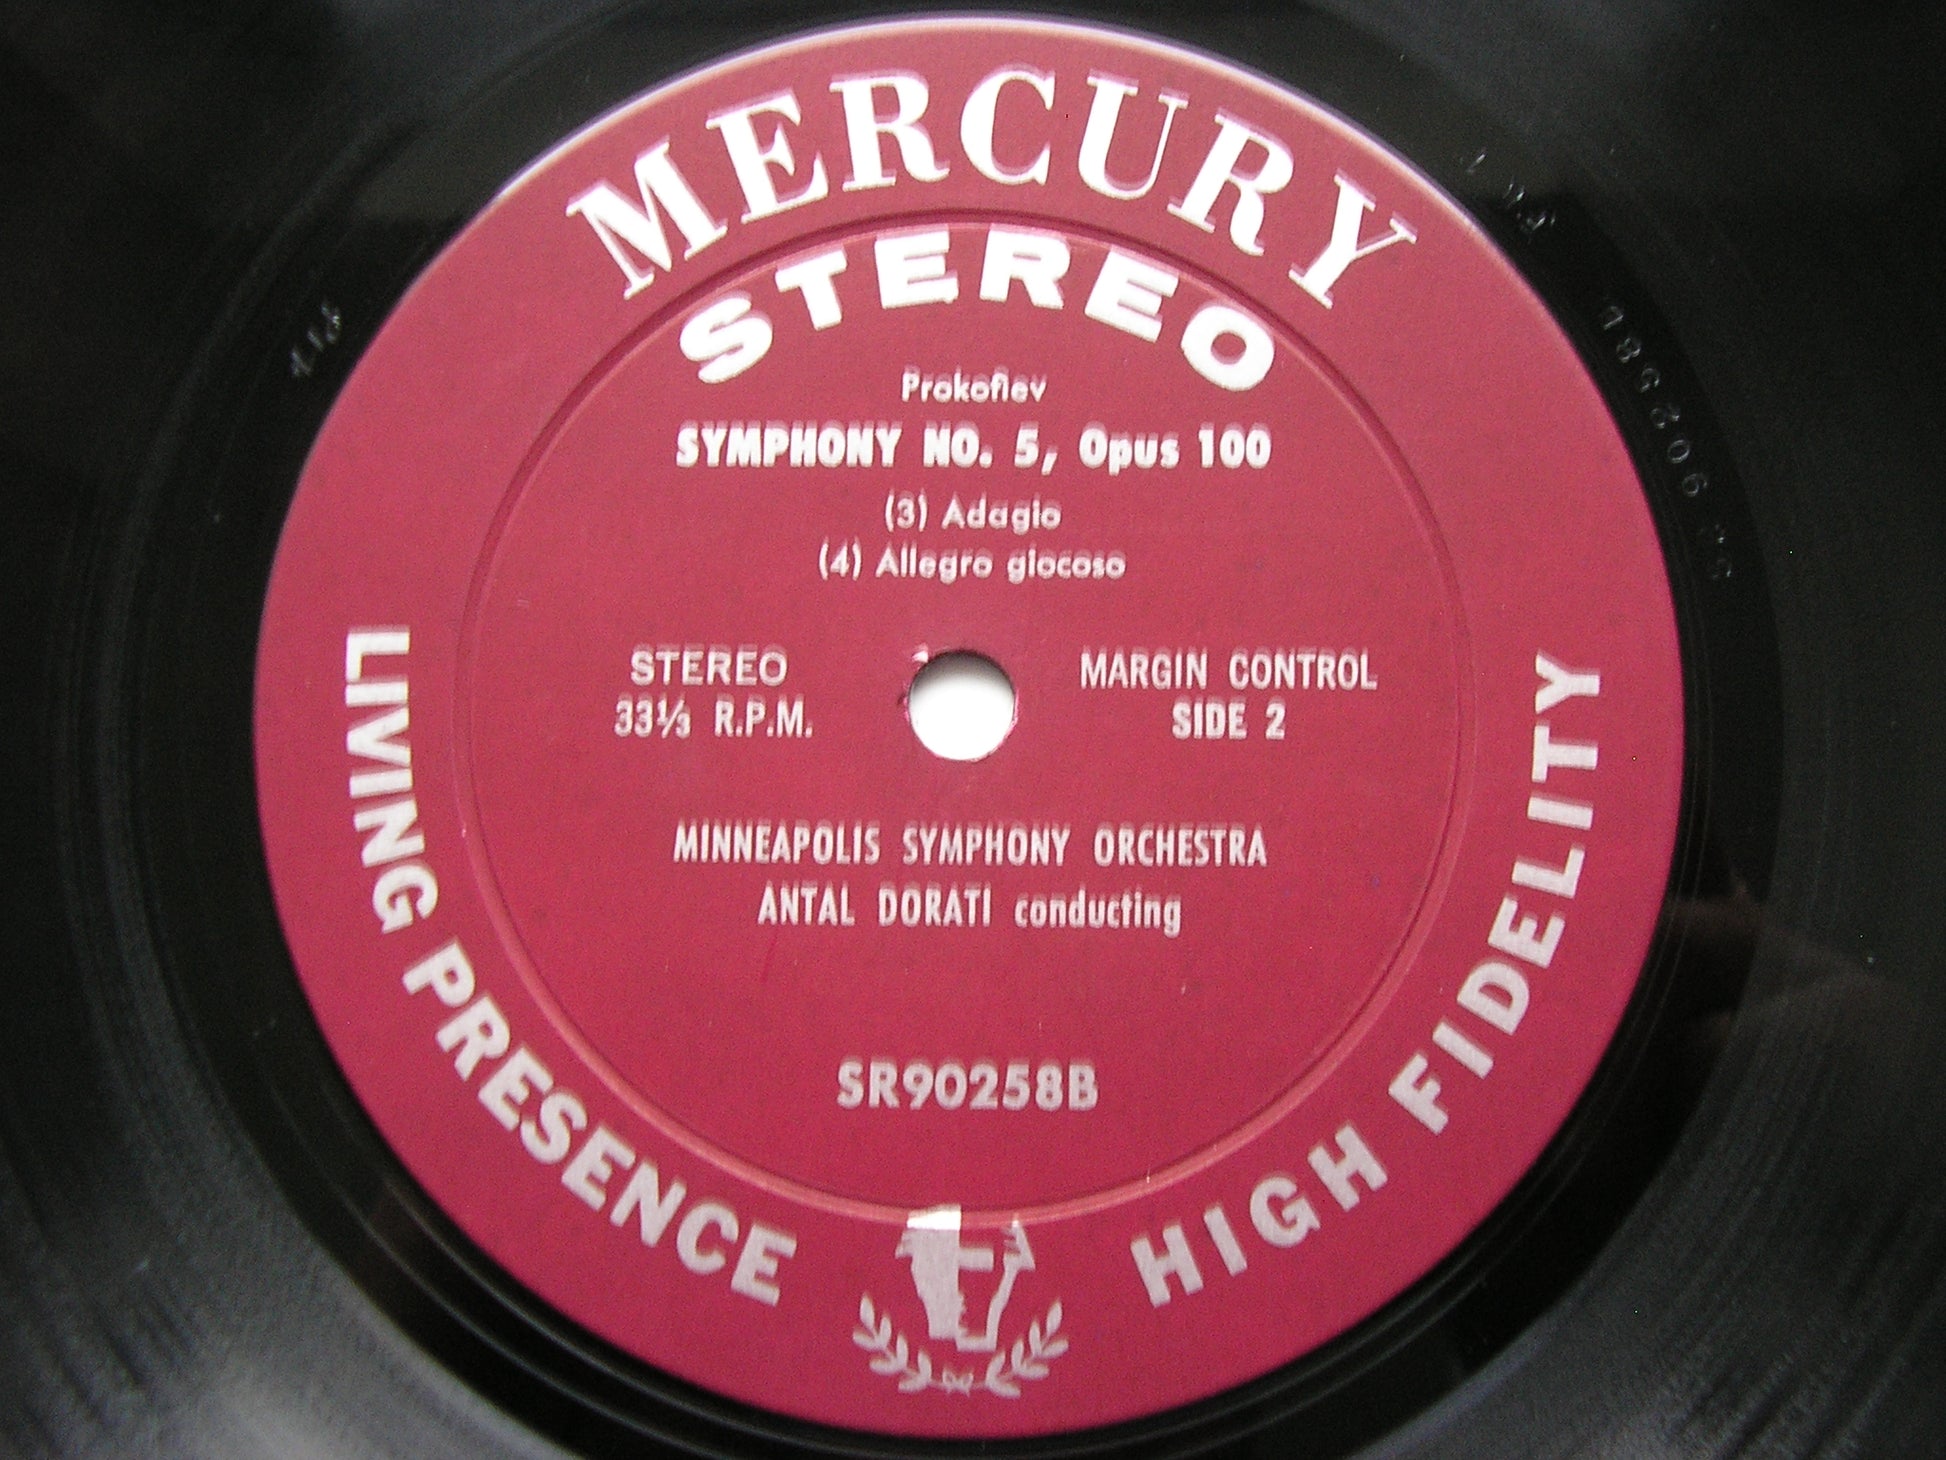 MERCURY
STEREO
Prokofiev
SYMPHONY NO. 5, Opus 100
(3) Adagio
(4) Allegro giocoso
STEREO
33⅓ R.P.M.
MARGIN CONTROL
SIDE 2
MINNEAPOLIS SYMPHONY ORCHESTRA
ANTAL DORATI conducting
SR90258B
LIVING PRESENCE
HIGH FIDELITY